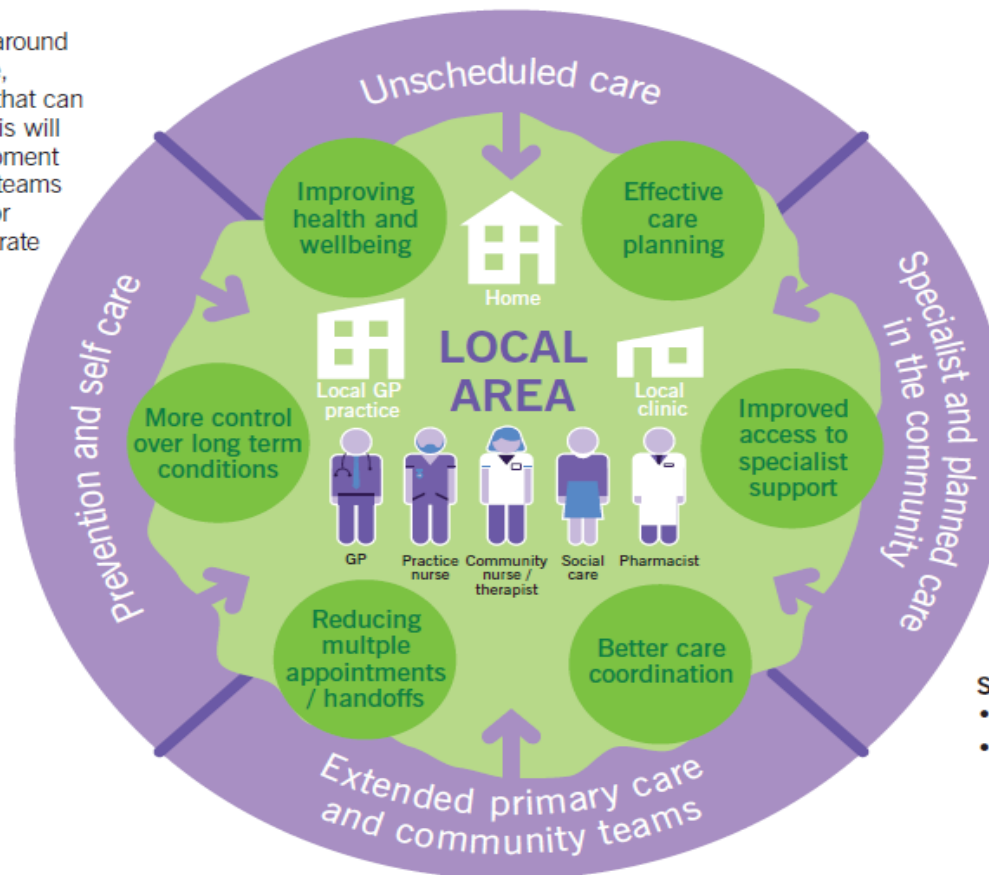 around
that can
is will
teams
Unscheduled care
Improving
health and
wellbeing
Effective
care
planning
Home
Prevention and self care
Specialist and planned care
in the community
LOCAL
AREA
Local GP
practice
Local
clinic
More control
over long term
conditions
Improved
access to
specialist
support
GP
Practice
nurse
Community
nurse /
therapist
Social
care
Pharmacist
Reducing
multple
appointments
/ handoffs
Better care
coordination
Extended primary care
and community teams